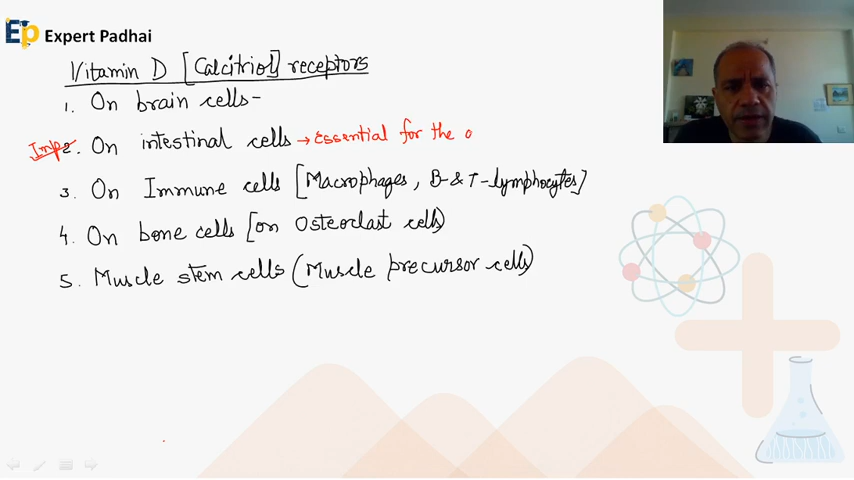 Ep Expert Padhai
Vitamin D [Calcitriol] receptors
1. On brain cells-
Imp 2. On intestinal cells → Essential for the o
3. On Immune cells [Macrophages, B-& T-lymphocytes]
4. On bone cells [on Osteoclast cells)
5. Muscle stem cells (Muscle precursor cells)